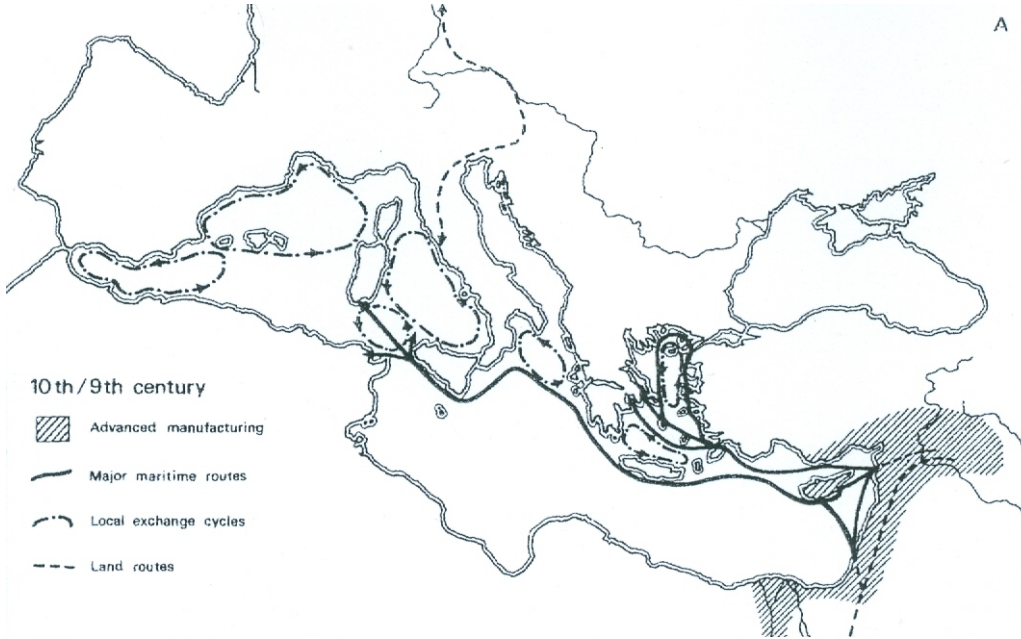 A
10th/9th century
Advanced manufacturing
Major maritime routes
Local exchange cycles
Land routes